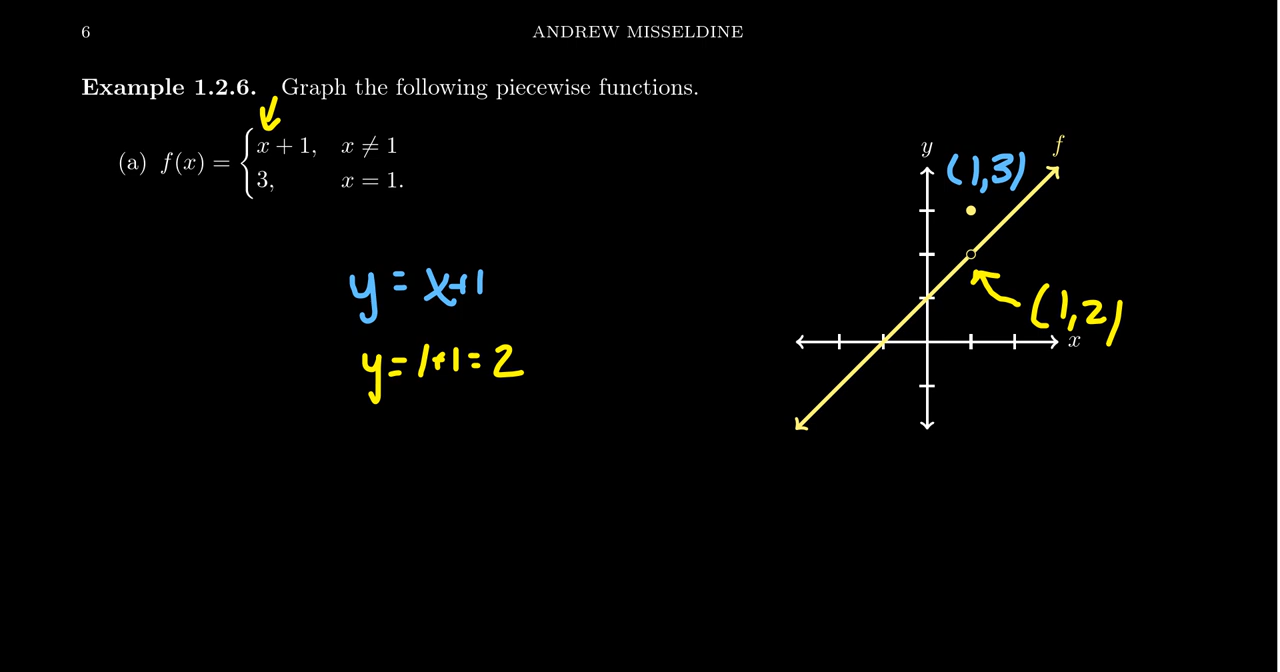 6 ANDREW MISSELDINE
Example 1.2.6. Graph the following piecewise functions.
(a) f(x) = { x + 1, x ≠ 1
3, x = 1.
y f
(1,3)
y = x+1
(1,2)
x
y = 1+1 = 2